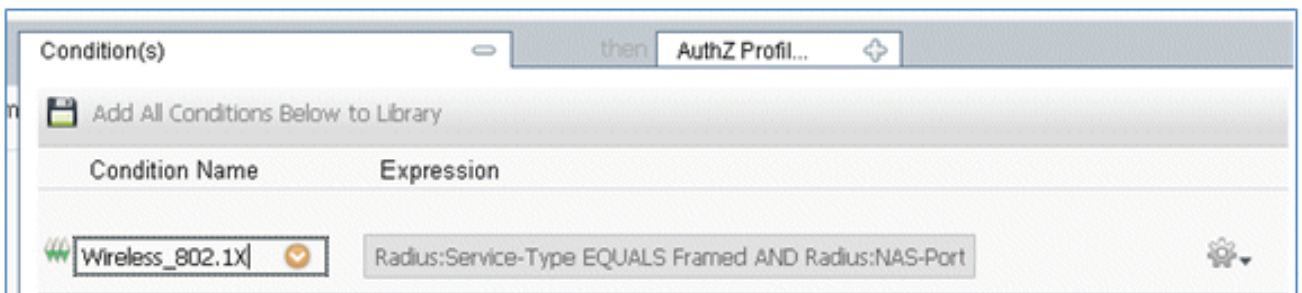 Condition(s) then AuthZ Profil...
Add All Conditions Below to Library
Condition Name Expression
Wireless_802.1X Radius:Service-Type EQUALS Framed AND Radius:NAS-Port